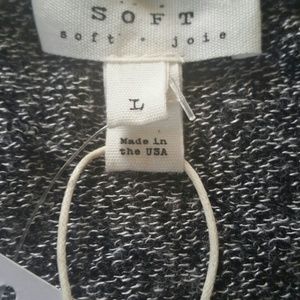 SOFT
soft • joie
L
Made in
the USA